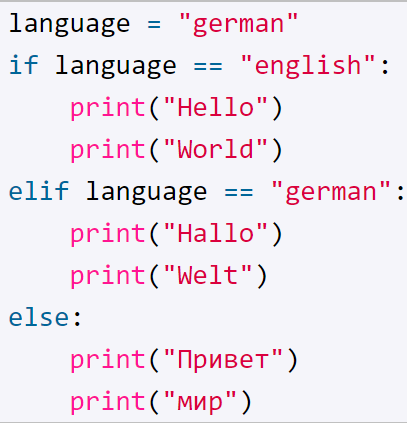 language = "german"
if language == "english":
    print("Hello")
    print("World")
elif language == "german":
    print("Hallo")
    print("Welt")
else:
    print("Привет")
    print("мир")